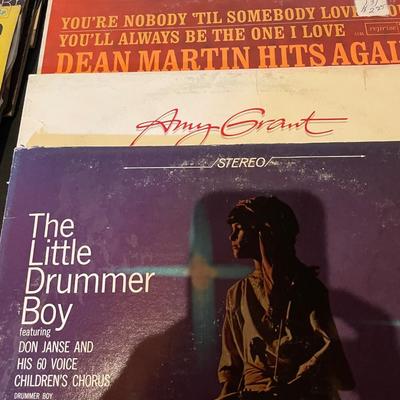 YOU'RE NOBODY 'TIL SOMEBODY LOVES
YOU'LL ALWAYS BE THE ONE I LOVE
DEAN MARTIN HITS AGAI
reprise
Amy Grant
STEREO
The
Little
Drummer
Boy
featuring
DON JANSE AND
HIS 60 VOICE
CHILDREN'S CHORUS
DRUMMER BOY